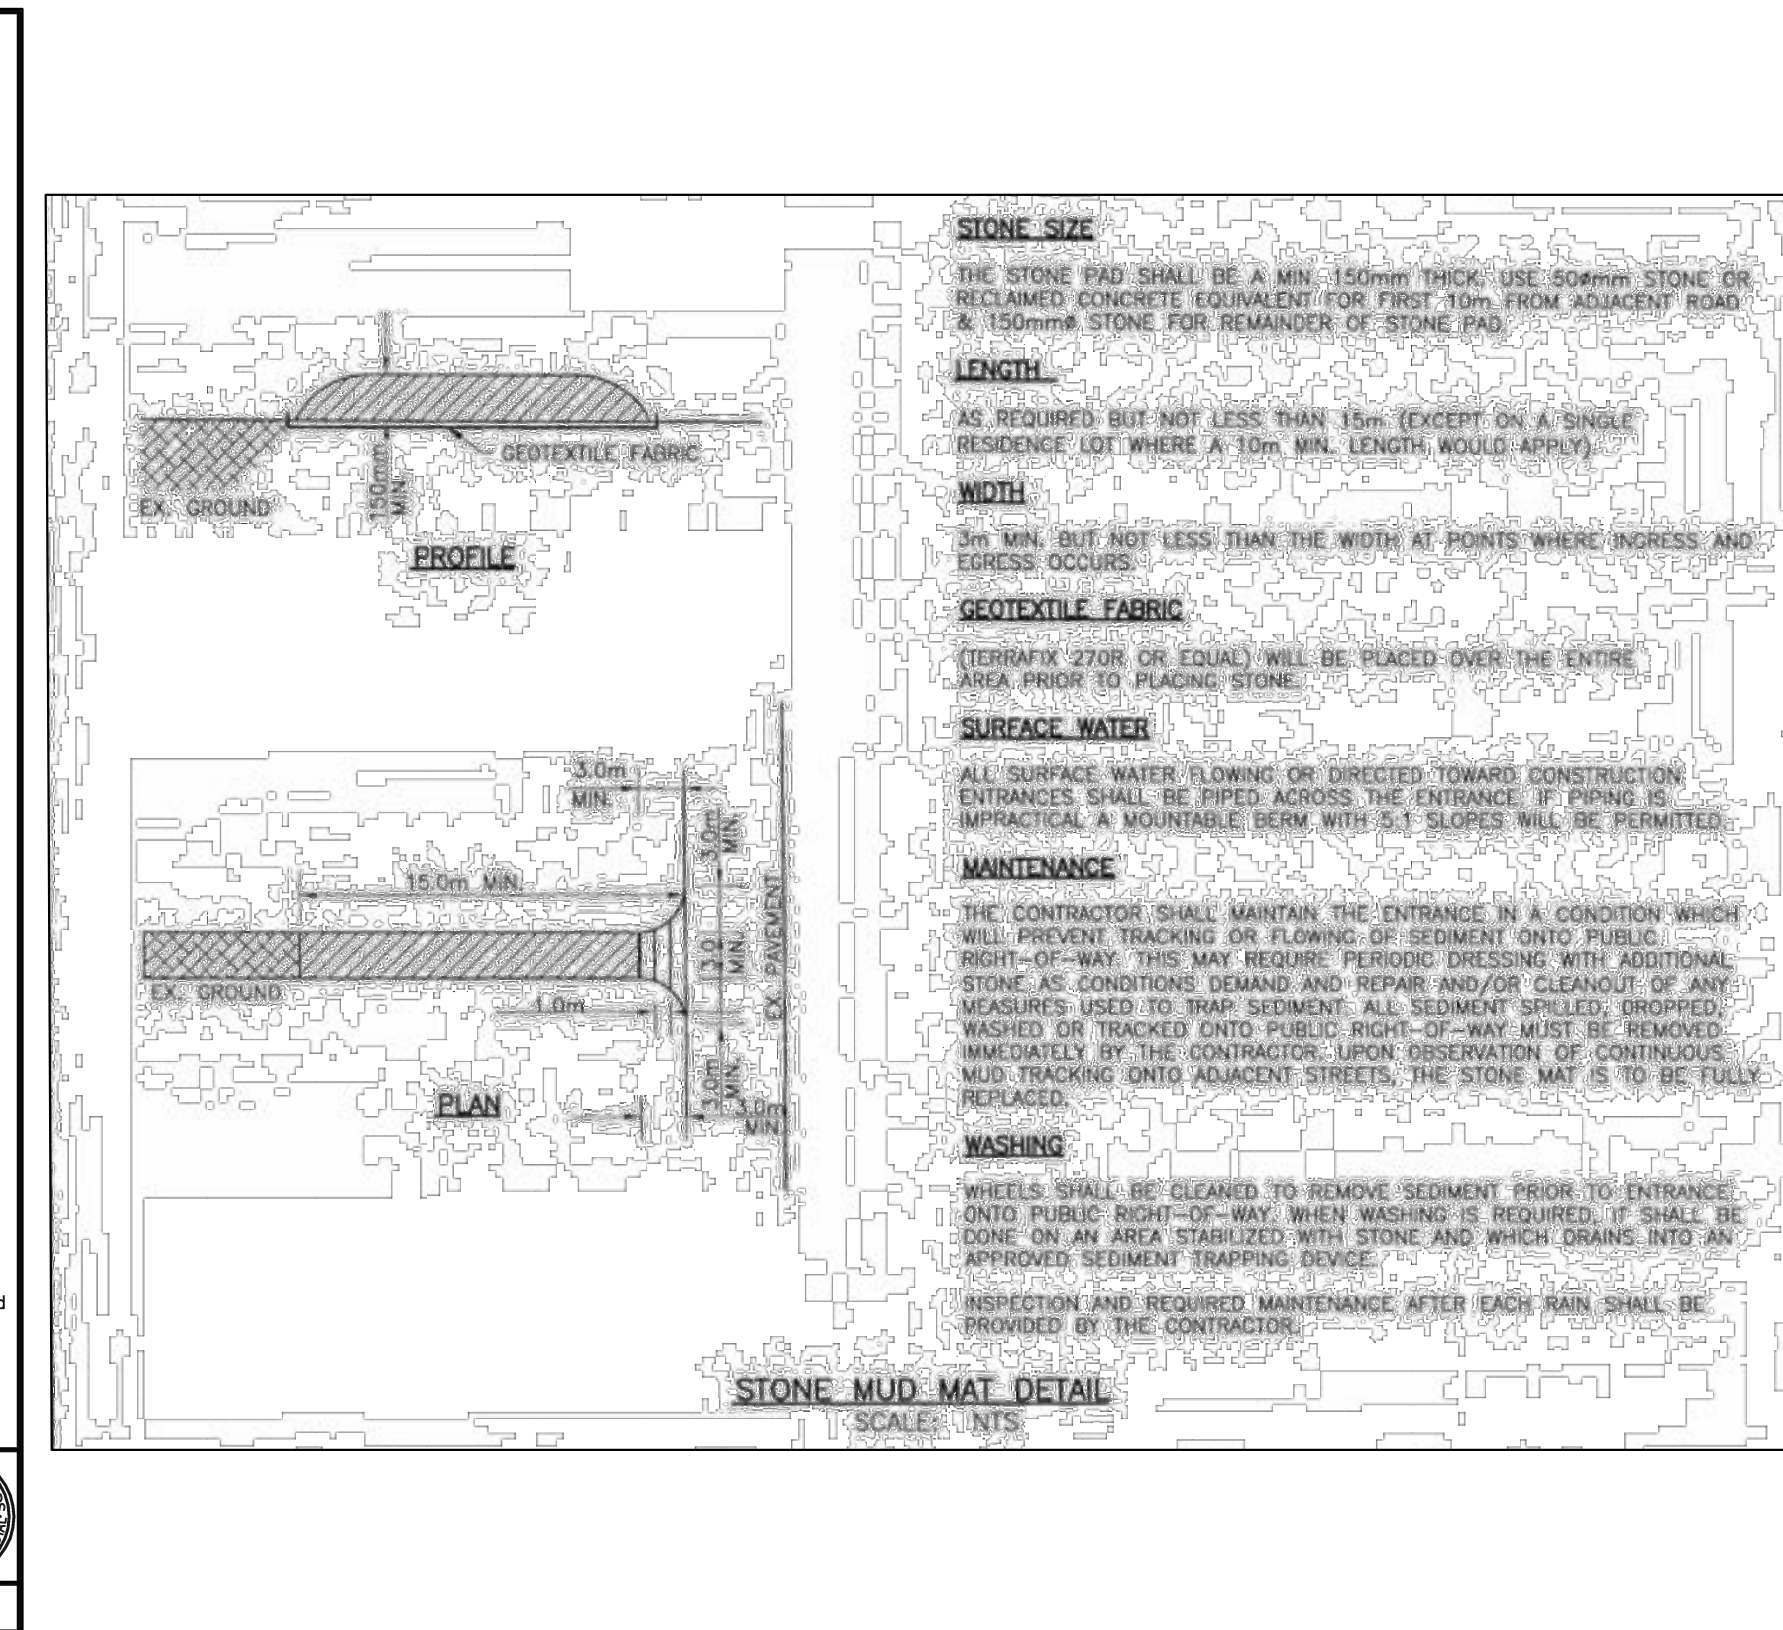 STONE SIZE
THE STONE PAD SHALL BE A MIN. 150mm THICK. USE 50ømm STONE OR
RECLAIMED CONCRETE EQUIVALENT FOR FIRST 10m FROM ADJACENT ROAD
& 150mmø STONE FOR REMAINDER OF STONE PAD.
LENGTH
AS REQUIRED BUT NOT LESS THAN 15m (EXCEPT ON A SINGLE
RESIDENCE LOT WHERE A 10m MIN. LENGTH WOULD APPLY)
WIDTH
3m MIN. BUT NOT LESS THAN THE WIDTH AT POINTS WHERE INGRESS AND
EGRESS OCCURS.
GEOTEXTILE FABRIC
(TERRAFIX 270R OR EQUAL) WILL BE PLACED OVER THE ENTIRE
AREA PRIOR TO PLACING STONE.
SURFACE WATER
ALL SURFACE WATER FLOWING OR DIRECTED TOWARD CONSTRUCTION
ENTRANCES SHALL BE PIPED ACROSS THE ENTRANCE IF PIPING IS
IMPRACTICAL A MOUNTABLE BERM WITH 5:1 SLOPES WILL BE PERMITTED.
MAINTENANCE
THE CONTRACTOR SHALL MAINTAIN THE ENTRANCE IN A CONDITION WHICH
WILL PREVENT TRACKING OR FLOWING OF SEDIMENT ONTO PUBLIC
RIGHT-OF-WAY. THIS MAY REQUIRE PERIODIC DRESSING WITH ADDITIONAL
STONE AS CONDITIONS DEMAND AND REPAIR AND/OR CLEANOUT OF ANY
MEASURES USED TO TRAP SEDIMENT. ALL SEDIMENT SPILLED, DROPPED,
WASHED OR TRACKED ONTO PUBLIC RIGHT-OF-WAY MUST BE REMOVED
IMMEDIATELY BY THE CONTRACTOR. UPON OBSERVATION OF CONTINUOUS
MUD TRACKING ONTO ADJACENT STREETS, THE STONE MAT IS TO BE FULLY
REPLACED.
WASHING
WHEELS SHALL BE CLEANED TO REMOVE SEDIMENT PRIOR TO ENTRANCE
ONTO PUBLIC RIGHT-OF-WAY. WHEN WASHING IS REQUIRED, IT SHALL BE
DONE ON AN AREA STABILIZED WITH STONE AND WHICH DRAINS INTO AN
APPROVED SEDIMENT TRAPPING DEVICE.
INSPECTION AND REQUIRED MAINTENANCE AFTER EACH RAIN SHALL BE
PROVIDED BY THE CONTRACTOR.
GEOTEXTILE FABRIC
EX. GROUND
150mm
MIN.
PROFILE
3.0m
MIN.
3.0m
MIN.
15.0m MIN.
3.0
MIN.
EX. PAVEMENT
EX. GROUND
1.0m
3.0m
MIN.
3.0m
MIN.
PLAN
STONE MUD MAT DETAIL
SCALE: NTS